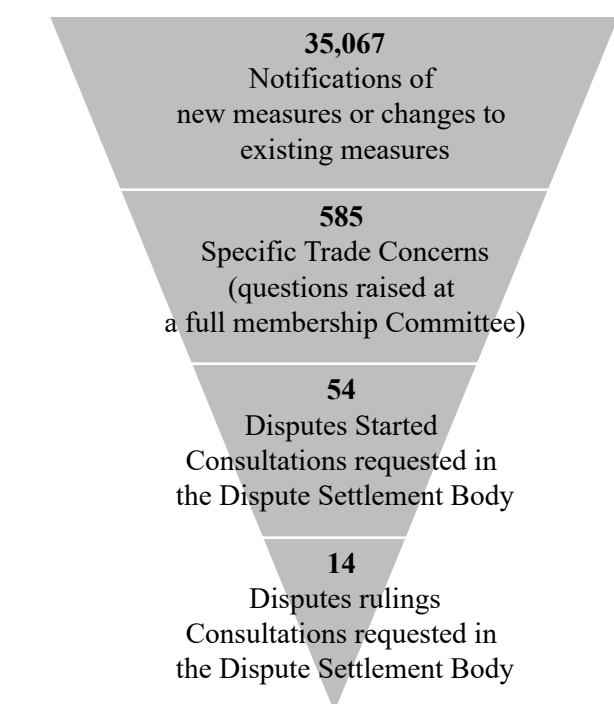 35,067
Notifications of
new measures or changes to
existing measures
585
Specific Trade Concerns
(questions raised at
a full membership Committee)
54
Disputes Started
Consultations requested in
the Dispute Settlement Body
14
Disputes rulings
Consultations requested in
the Dispute Settlement Body